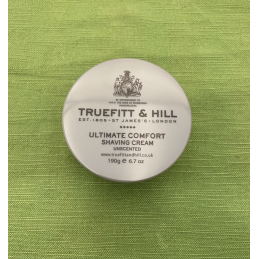 TRUEFITT & HILL
EST. 1805 • ST JAMES'S • LONDON
ULTIMATE COMFORT
SHAVING CREAM
UNSCENTED
www.truefittandhill.co.uk
190g e 6.7 oz